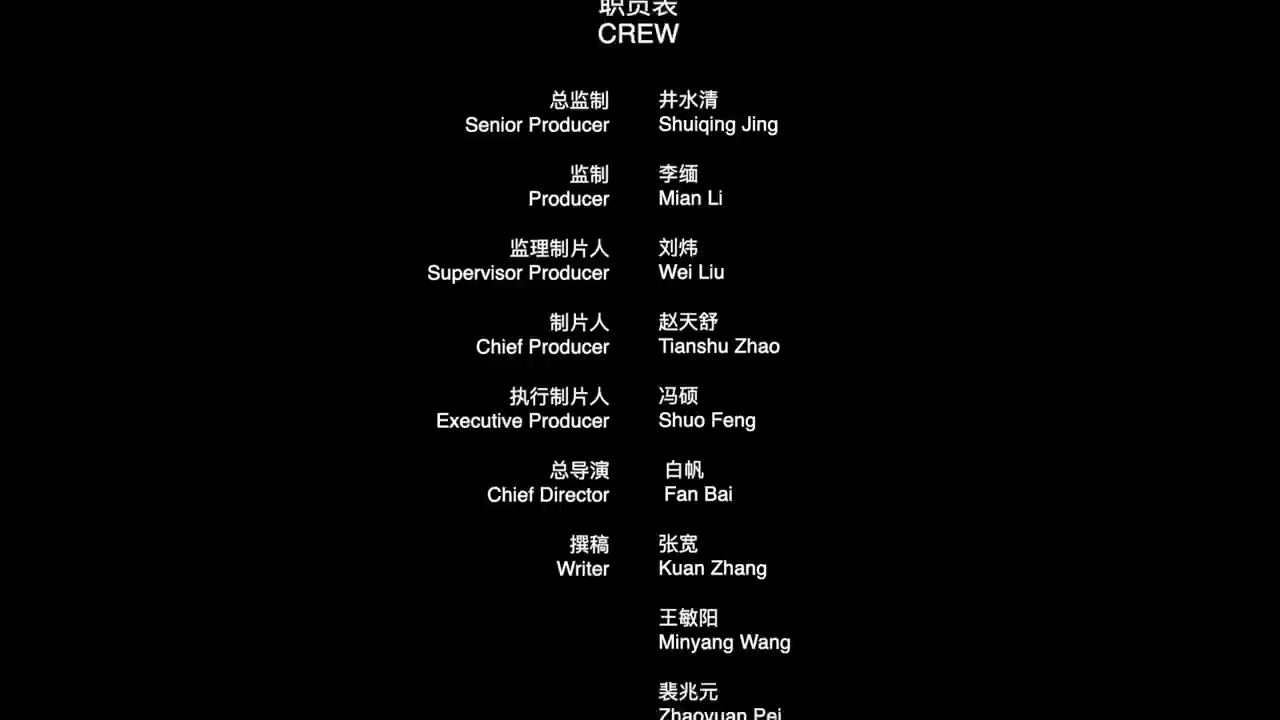 职员表
CREW
总监制 井水清
Senior Producer Shuiqing Jing
监制 李缅
Producer Mian Li
监理制片人 刘炜
Supervisor Producer Wei Liu
制片人 赵天舒
Chief Producer Tianshu Zhao
执行制片人 冯硕
Executive Producer Shuo Feng
总导演 白帆
Chief Director Fan Bai
撰稿 张宽
Writer Kuan Zhang
王敏阳
Minyang Wang
裴兆元
Zhaoyuan Pei